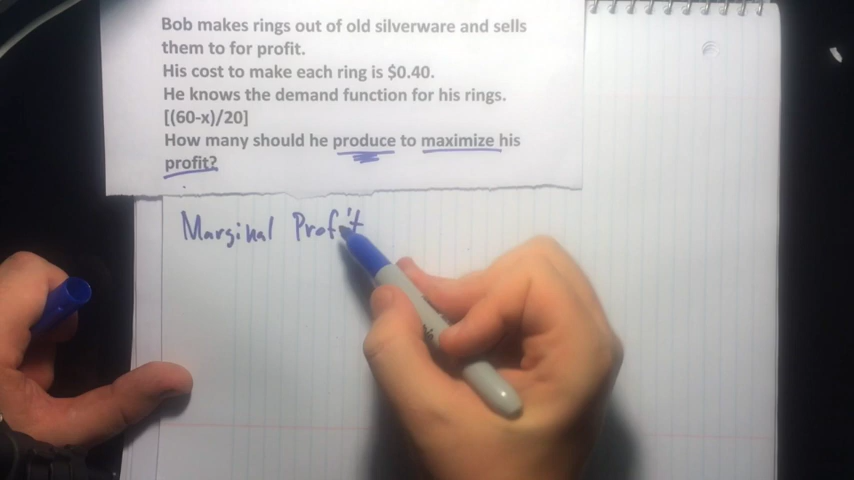 Bob makes rings out of old silverware and sells
them to for profit.
His cost to make each ring is $0.40.
He knows the demand function for his rings.
[(60-x)/20]
How many should he produce to maximize his
profit?
Marginal Profit